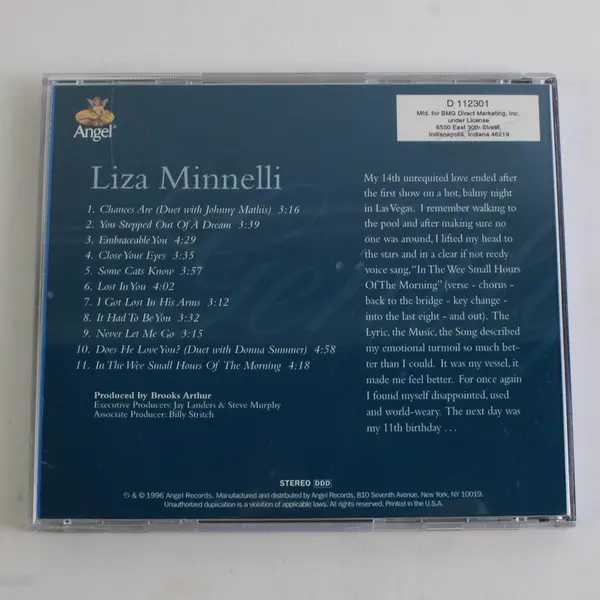 Angel®
D 112301
Mfd. for BMG Direct Marketing, Inc.
under License
6550 East 30th Street,
Indianapolis, Indiana 46219
Liza Minnelli
1. Chances Are (Duet with Johnny Mathis) 3:16
2. You Stepped Out Of A Dream 3:39
3. Embraceable You 4:29
4. Close Your Eyes 3:35
5. Some Cats Know 3:57
6. Lost In You 4:02
7. I Got Lost In His Arms 3:12
8. It Had To Be You 3:32
9. Never Let Me Go 3:15
10. Does He Love You? (Duet with Donna Summer) 4:58
11. In The Wee Small Hours Of The Morning 4:18
Produced by Brooks Arthur
Executive Producers: Jay Landers & Steve Murphy
Associate Producer: Billy Stritch
My 14th unrequited love ended after
the first show on a hot, balmy night
in Las Vegas. I remember walking to
the pool and after making sure no
one was around, I lifted my head to
the stars and in a clear if not reedy
voice sang, "In The Wee Small Hours
Of The Morning" (verse - chorus -
back to the bridge - key change -
into the last eight - and out). The
Lyric, the Music, the Song described
my emotional turmoil so much bet-
ter than I could. It was my vessel, it
made me feel better. For once again
I found myself disappointed, used
and world-weary. The next day was
my 11th birthday . . .
STEREO DDD
℗ & © 1996 Angel Records. Manufactured and distributed by Angel Records, 810 Seventh Avenue. New York, NY 10019.
Unauthorized duplication is a violation of applicable laws. All rights reserved. Printed in the U.S.A.